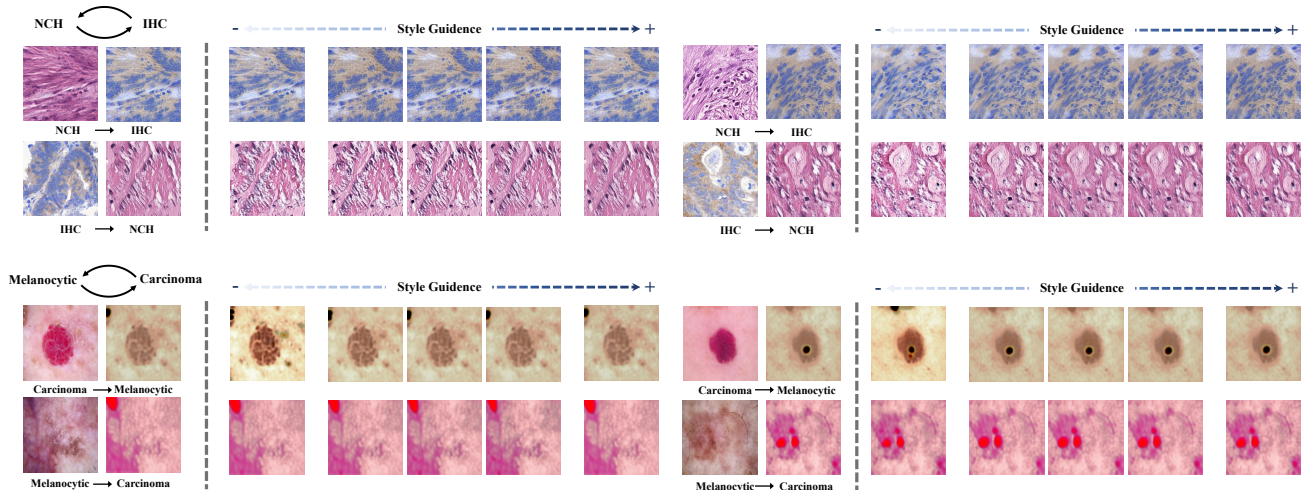 NCH IHC
- Style Guidence +
- Style Guidence +
NCH → IHC
NCH → IHC
IHC → NCH
IHC → NCH
Melanocytic Carcinoma
- Style Guidence +
- Style Guidence +
Carcinoma → Melanocytic
Carcinoma → Melanocytic
Melanocytic → Carcinoma
Melanocytic → Carcinoma